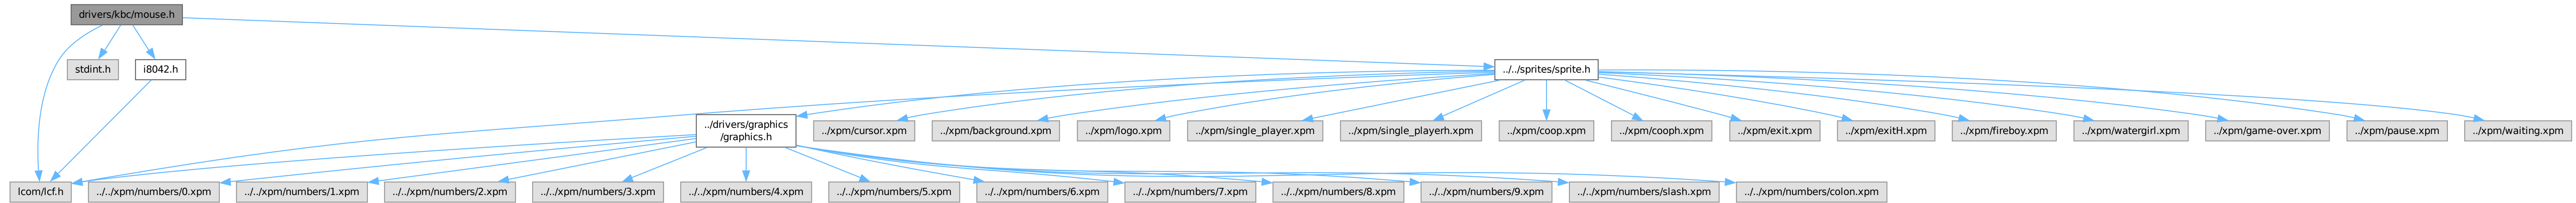 drivers/kbc/mouse.h
stdint.h
i8042.h
../../sprites/sprite.h
../drivers/graphics
/graphics.h
../xpm/cursor.xpm
../xpm/background.xpm
../xpm/logo.xpm
../xpm/single_player.xpm
../xpm/single_playerh.xpm
../xpm/coop.xpm
../xpm/cooph.xpm
../xpm/exit.xpm
../xpm/exitH.xpm
../xpm/fireboy.xpm
../xpm/watergirl.xpm
../xpm/game-over.xpm
../xpm/pause.xpm
../xpm/waiting.xpm
lcom/lcf.h
../../xpm/numbers/0.xpm
../../xpm/numbers/1.xpm
../../xpm/numbers/2.xpm
../../xpm/numbers/3.xpm
../../xpm/numbers/4.xpm
../../xpm/numbers/5.xpm
../../xpm/numbers/6.xpm
../../xpm/numbers/7.xpm
../../xpm/numbers/8.xpm
../../xpm/numbers/9.xpm
../../xpm/numbers/slash.xpm
../../xpm/numbers/colon.xpm